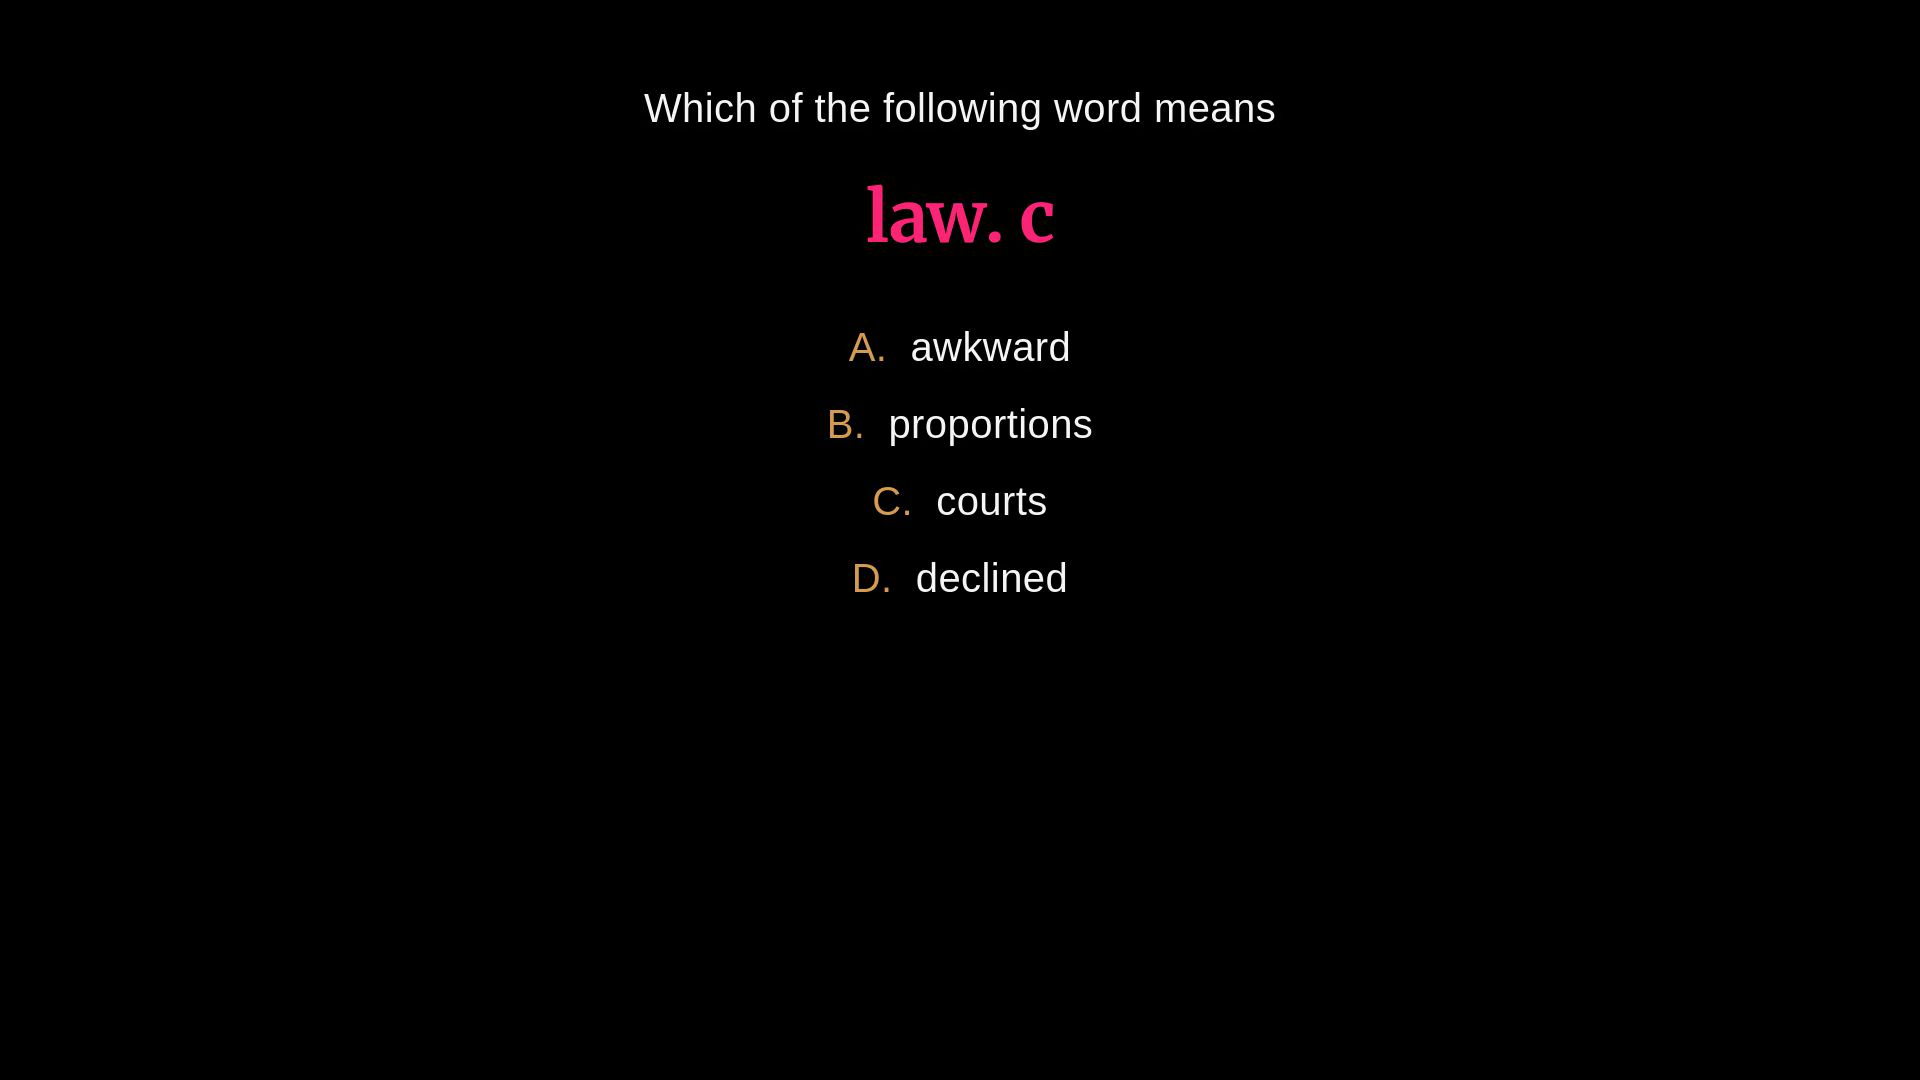 Which of the following word means
law. c
A. awkward
B. proportions
C. courts
D. declined